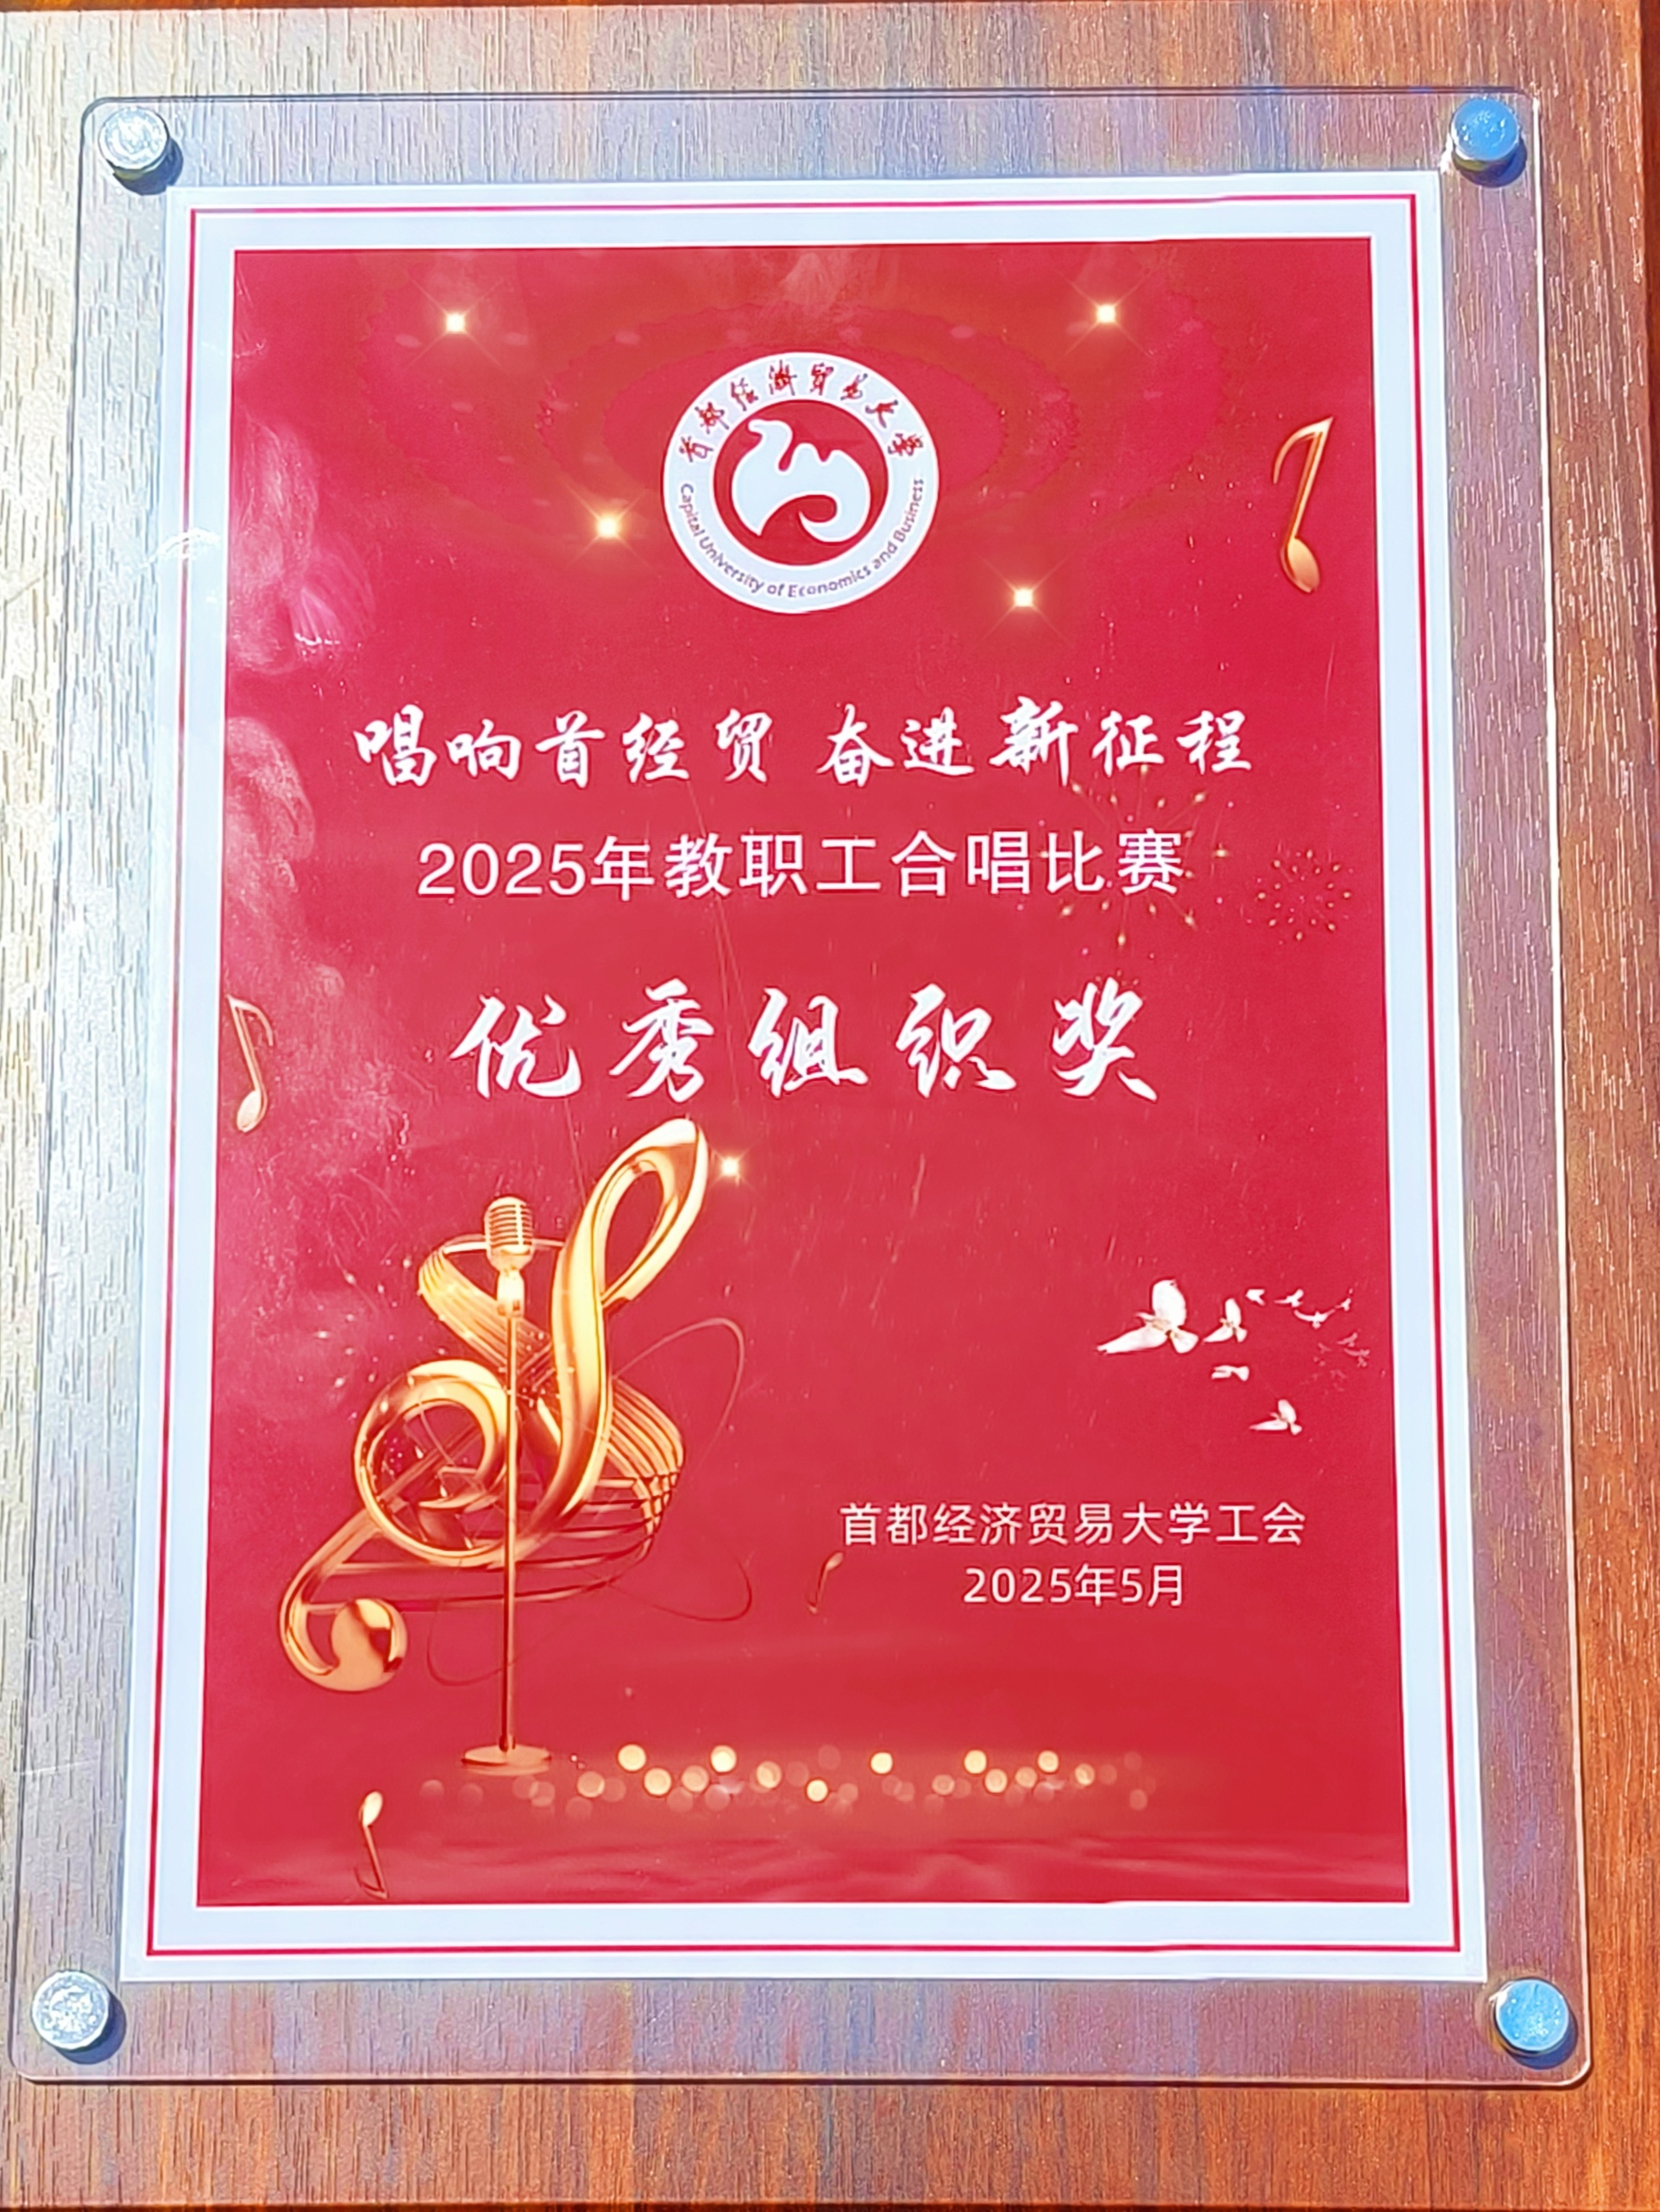 首都经济贸易大学
Capital University of Economics and Business
唱响首经贸 奋进新征程
2025年教职工合唱比赛
优秀组织奖
首都经济贸易大学工会
2025年5月